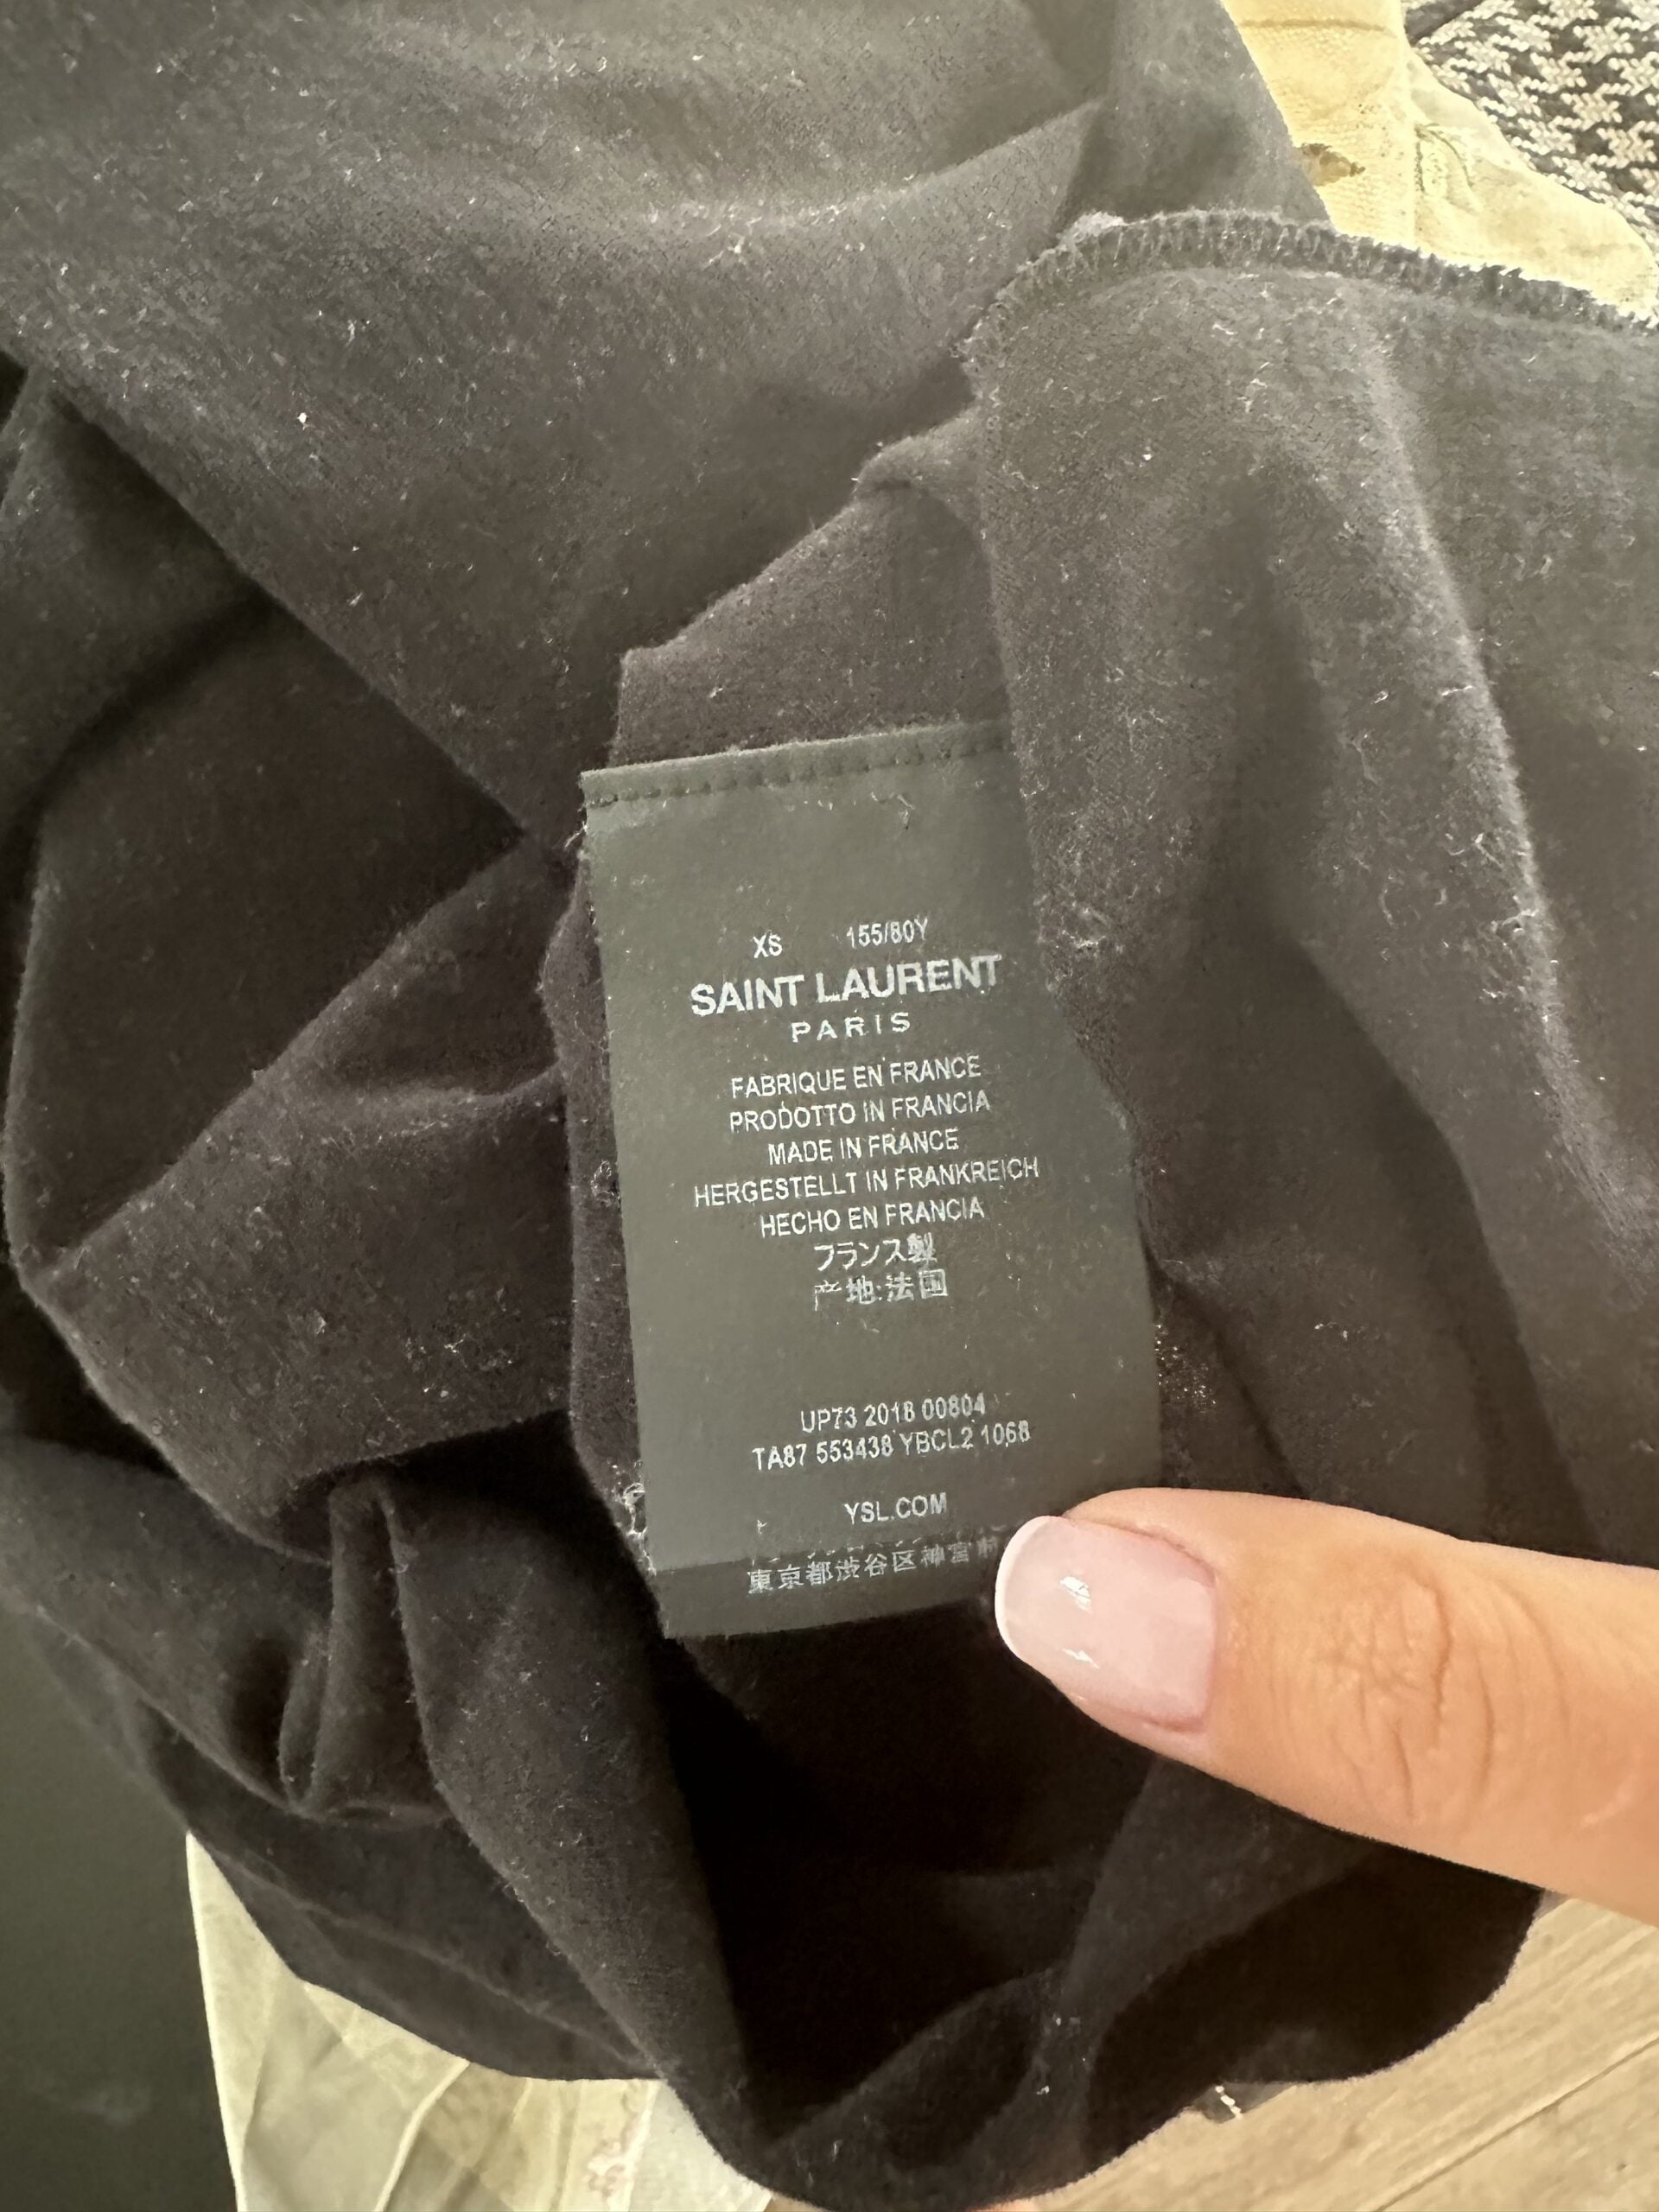 XS 155/80Y
SAINT LAURENT
PARIS
FABRIQUE EN FRANCE
PRODOTTO IN FRANCIA
MADE IN FRANCE
HERGESTELLT IN FRANKREICH
HECHO EN FRANCIA
フランス製
产地:法国
UP73 2018 00804
TA87 553438 YBCL2 1068
YSL.COM
東京都渋谷区神宮前